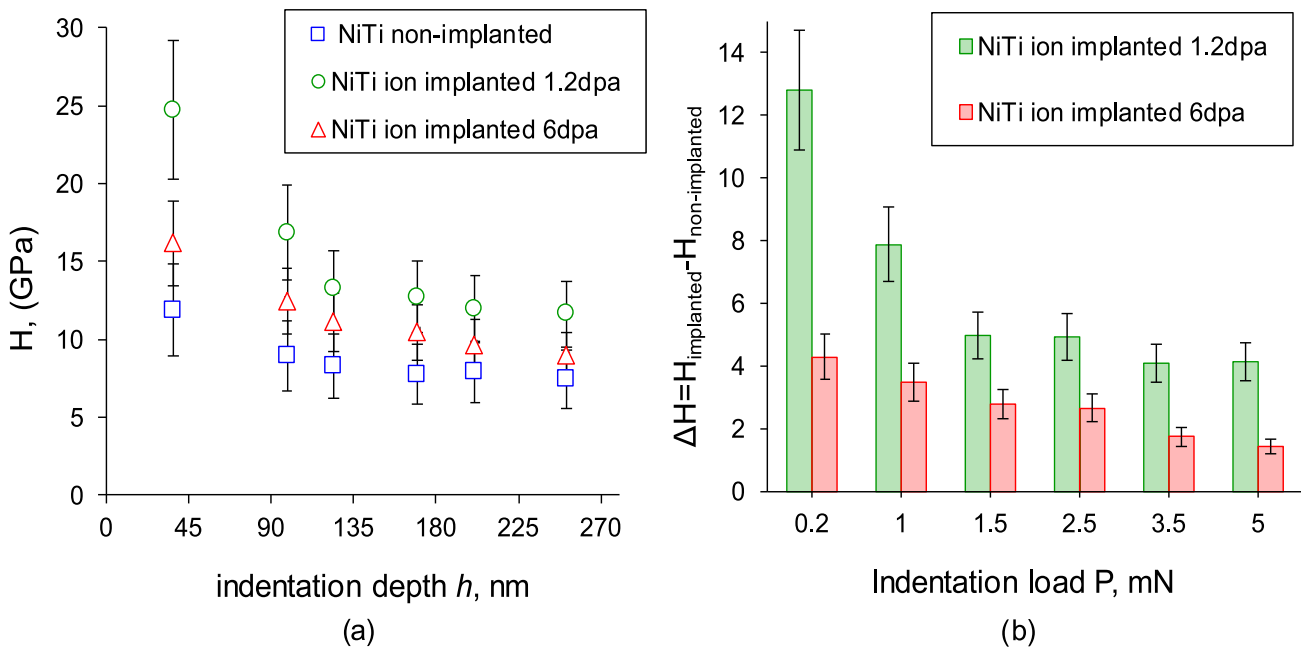 H, (GPa)
30
25
20
15
10
5
0
0 45 90 135 180 225 270
indentation depth h, nm
(a)
NiTi non-implanted
NiTi ion implanted 1.2dpa
NiTi ion implanted 6dpa
ΔH=Himplanted-Hnon-implanted
14
12
10
8
6
4
2
0
0.2 1 1.5 2.5 3.5 5
Indentation load P, mN
(b)
NiTi ion implanted 1.2dpa
NiTi ion implanted 6dpa